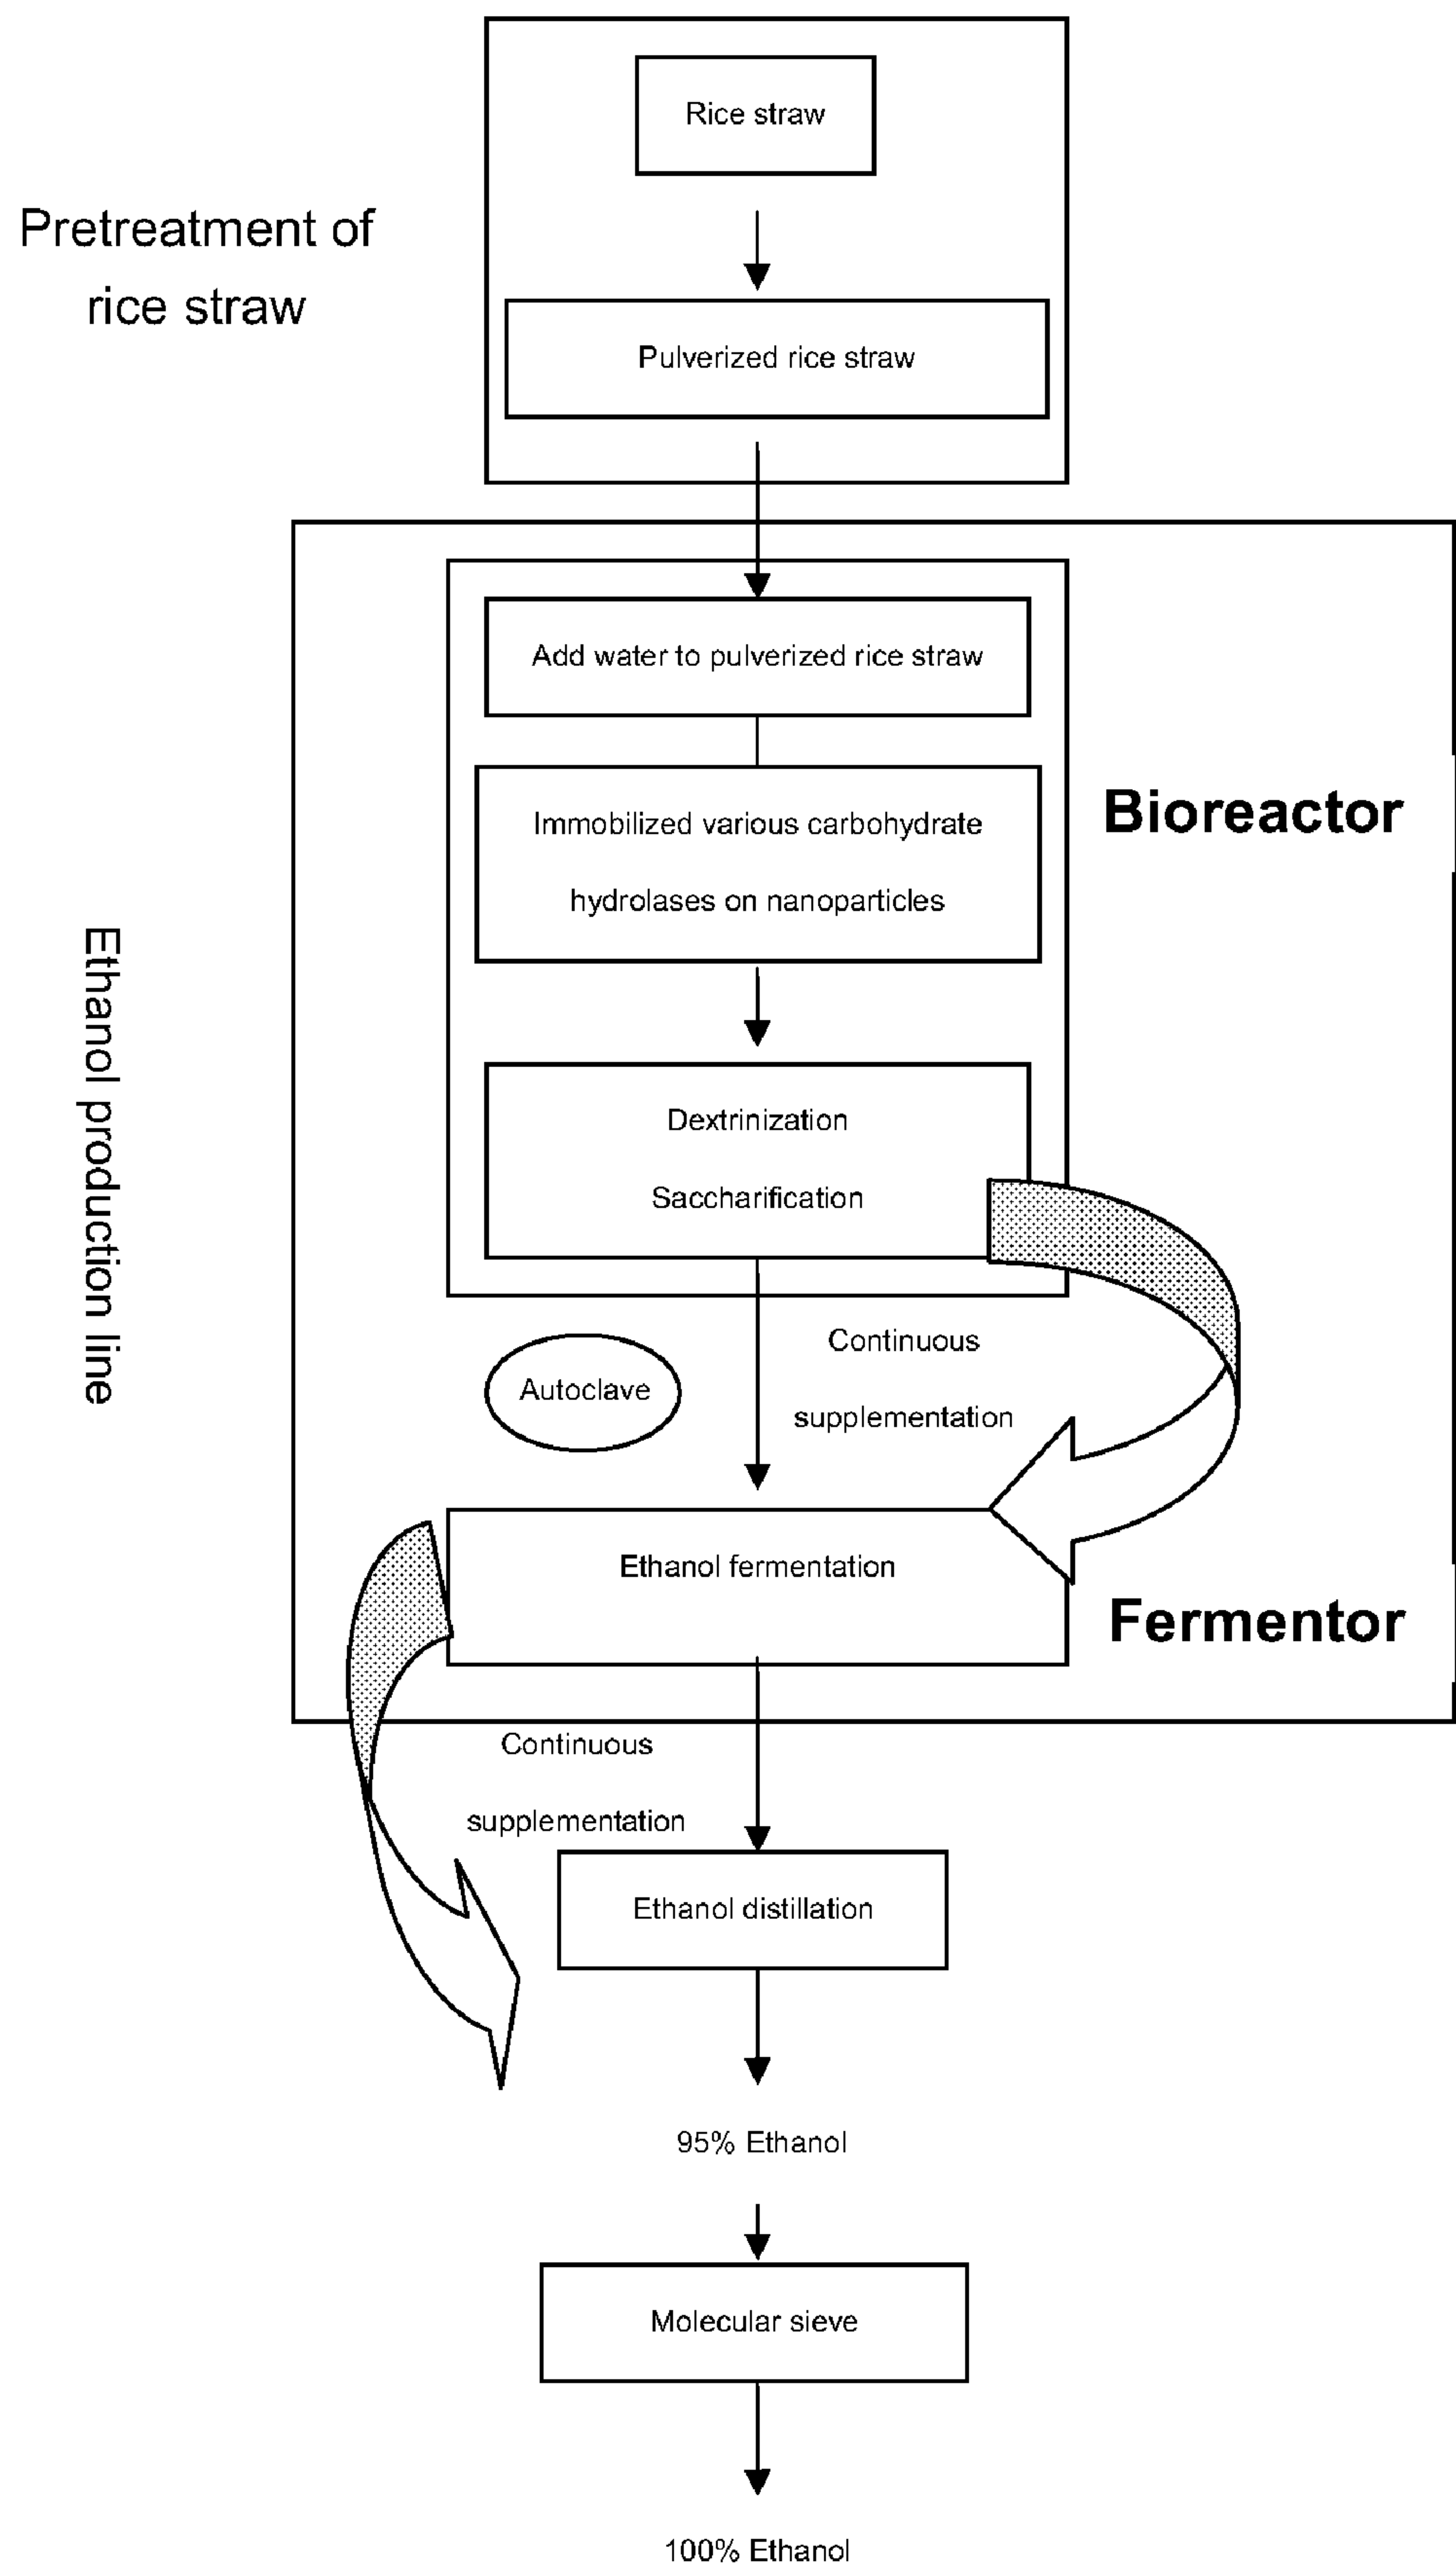 Rice straw
Pretreatment of
rice straw
Pulverized rice straw
Add water to pulverized rice straw
Bioreactor
Immobilized various carbohydrate
hydrolases on nanoparticles
Ethanol production line
Dextrinization
Saccharification
Continuous
supplementation
Autoclave
Ethanol fermentation
Fermentor
Continuous
supplementation
Ethanol distillation
95% Ethanol
Molecular sieve
100% Ethanol